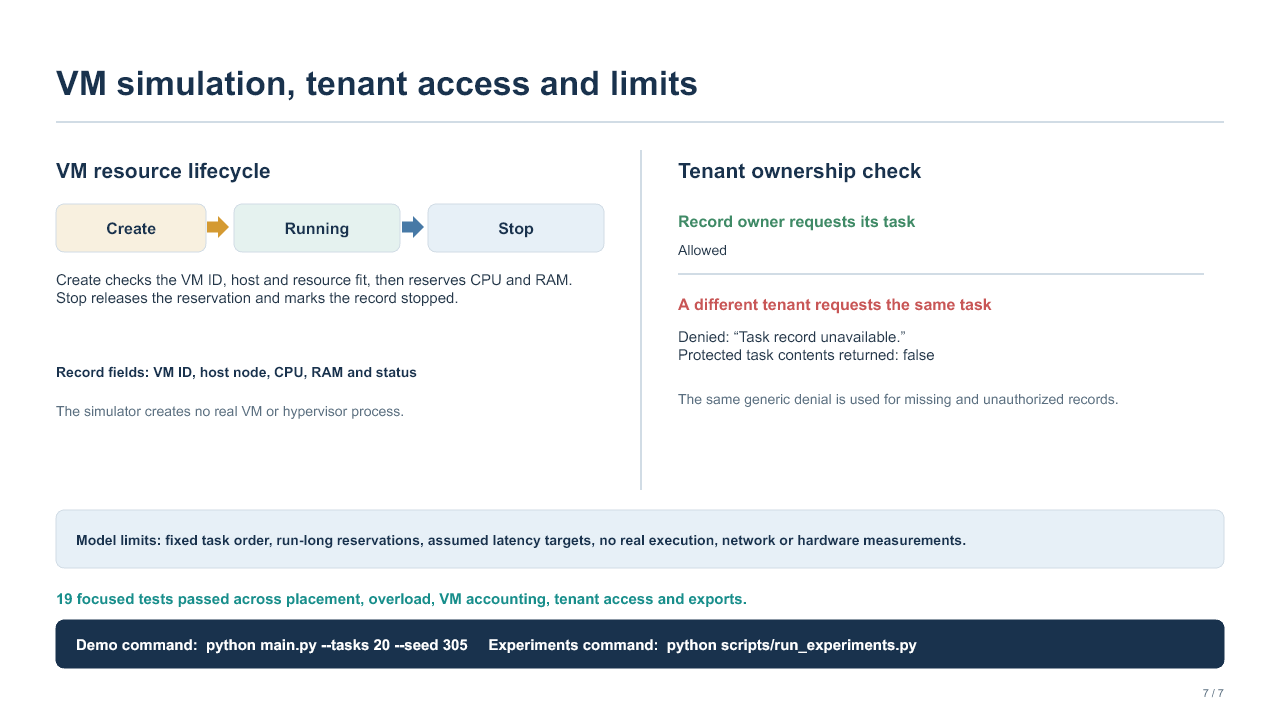 VM simulation, tenant access and limits
VM resource lifecycle
Create
Running
Stop
Create checks the VM ID, host and resource fit, then reserves CPU and RAM.
Stop releases the reservation and marks the record stopped.
Record fields: VM ID, host node, CPU, RAM and status
The simulator creates no real VM or hypervisor process.
Tenant ownership check
Record owner requests its task
Allowed
A different tenant requests the same task
Denied: “Task record unavailable.”
Protected task contents returned: false
The same generic denial is used for missing and unauthorized records.
Model limits: fixed task order, run-long reservations, assumed latency targets, no real execution, network or hardware measurements.
19 focused tests passed across placement, overload, VM accounting, tenant access and exports.
Demo command:  python main.py --tasks 20 --seed 305     Experiments command:  python scripts/run_experiments.py
7 / 7